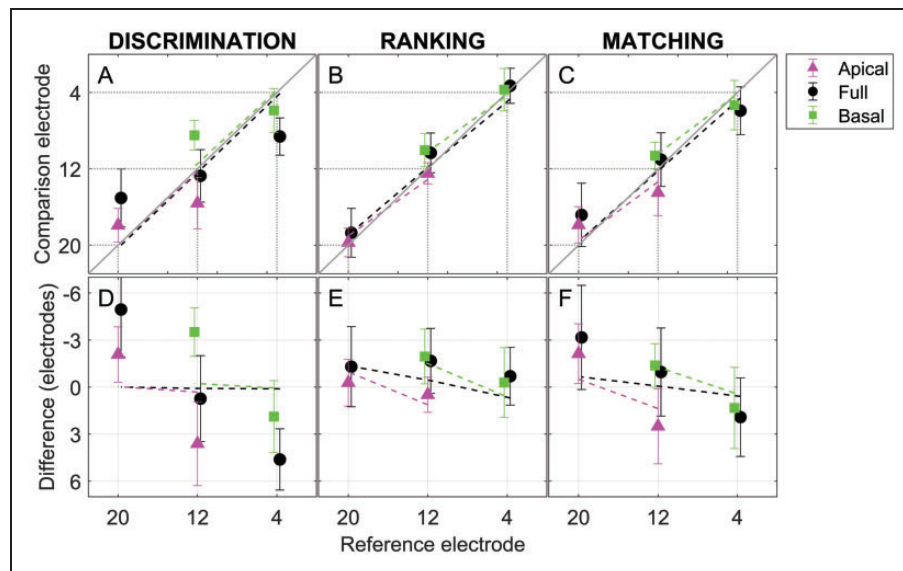 DISCRIMINATION RANKING MATCHING
A B C
Apical
Full
Basal
Comparison electrode
4
12
20
D E F
Difference (electrodes)
-6
-3
0
3
6
20 12 4 20 12 4 20 12 4
Reference electrode